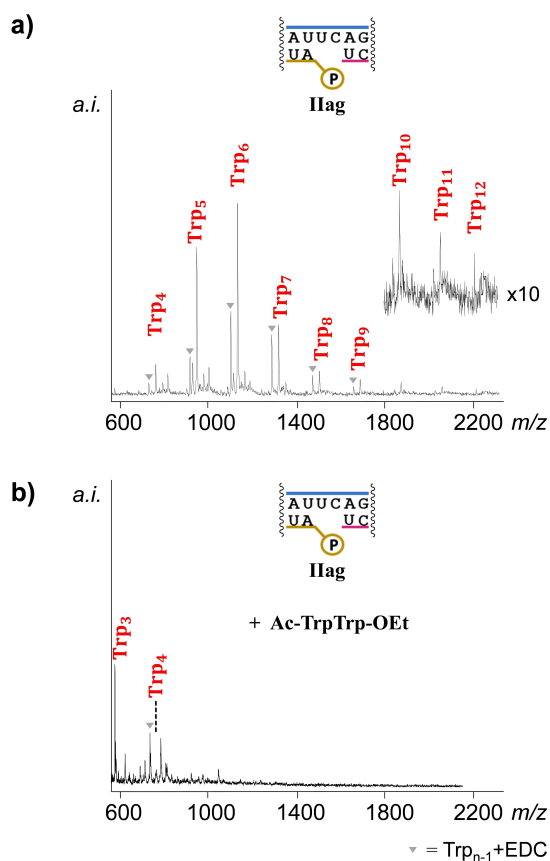 a)
AUUCAG
UA UC
P
IIag
a.i.
Trp₄
Trp₅
Trp₆
Trp₇
Trp₈
Trp₉
Trp₁₀
Trp₁₁
Trp₁₂
x10
600 1000 1400 2200 m/z
b)
a.i.
AUUCAG
UA UC
P
IIag
+ Ac-TrpTrp-OEt
Trp₃
Trp₄
600 1000 1400 1800 2200 m/z
▼ = Trpₙ₋₁+EDC